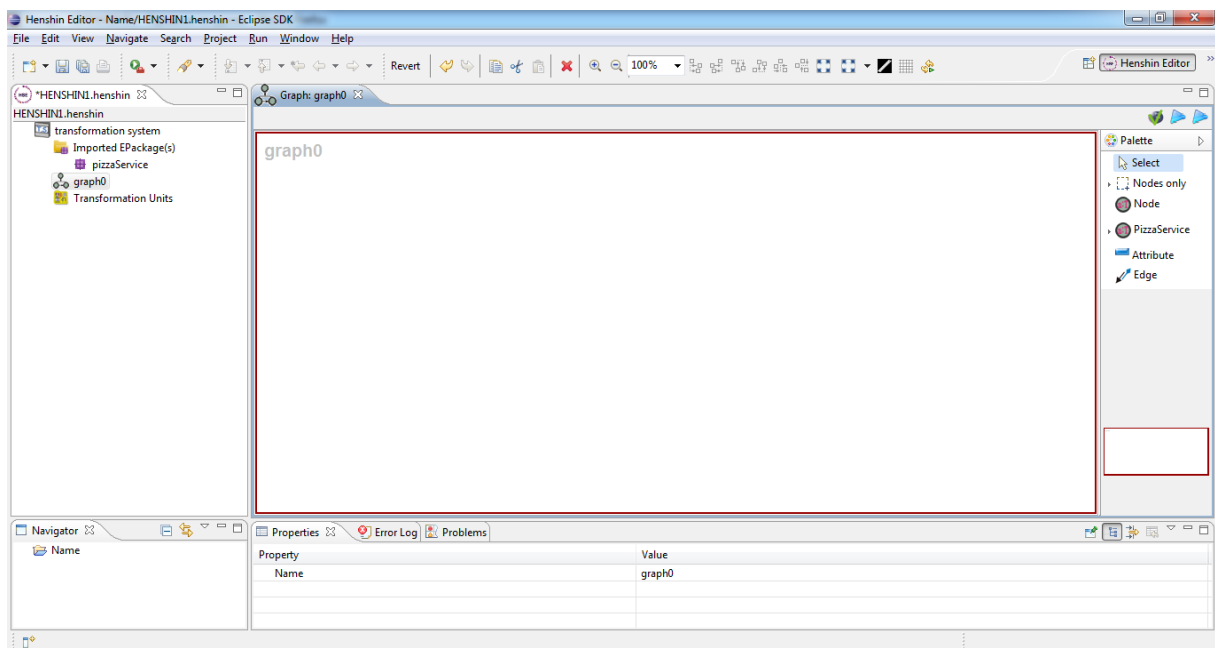 Henshin Editor - Name/HENSHIN1.henshin - Eclipse SDK
File Edit View Navigate Search Project Run Window Help
Revert 100% Henshin Editor »
*HENSHIN1.henshin
Graph: graph0
HENSHIN1.henshin
transformation system
Imported EPackage(s)
pizzaService
graph0
Transformation Units
graph0
Palette
Select
Nodes only
Node
PizzaService
Attribute
Edge
Navigator
Name
Properties Error Log Problems
Property Value
Name graph0